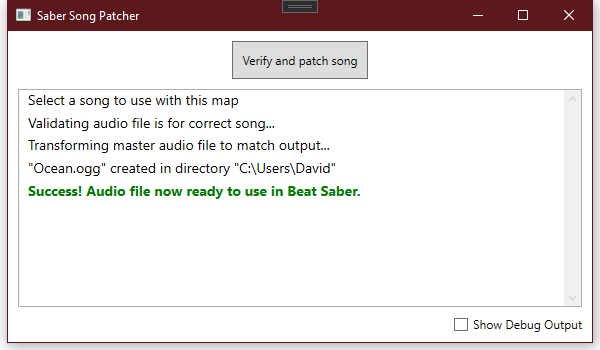 Saber Song Patcher
Verify and patch song
Select a song to use with this map
Validating audio file is for correct song...
Transforming master audio file to match output...
"Ocean.ogg" created in directory "C:\Users\David"
Success! Audio file now ready to use in Beat Saber.
Show Debug Output